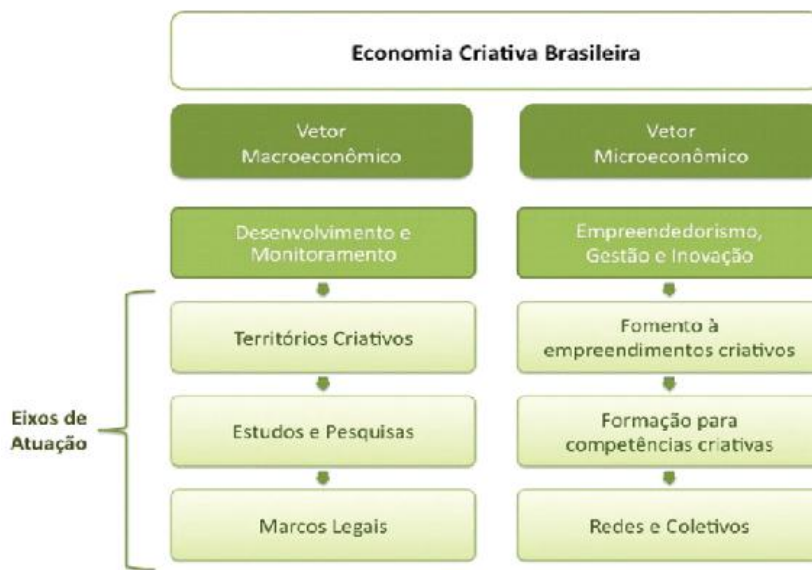 Economia Criativa Brasileira
Vetor
Macroeconômico
Vetor
Microeconômico
Desenvolvimento e
Monitoramento
Empreendedorismo,
Gestão e Inovação
Eixos de
Atuação
Territórios Criativos
Fomento à
empreendimentos criativos
Estudos e Pesquisas
Formação para
competências criativas
Marcos Legais
Redes e Coletivos